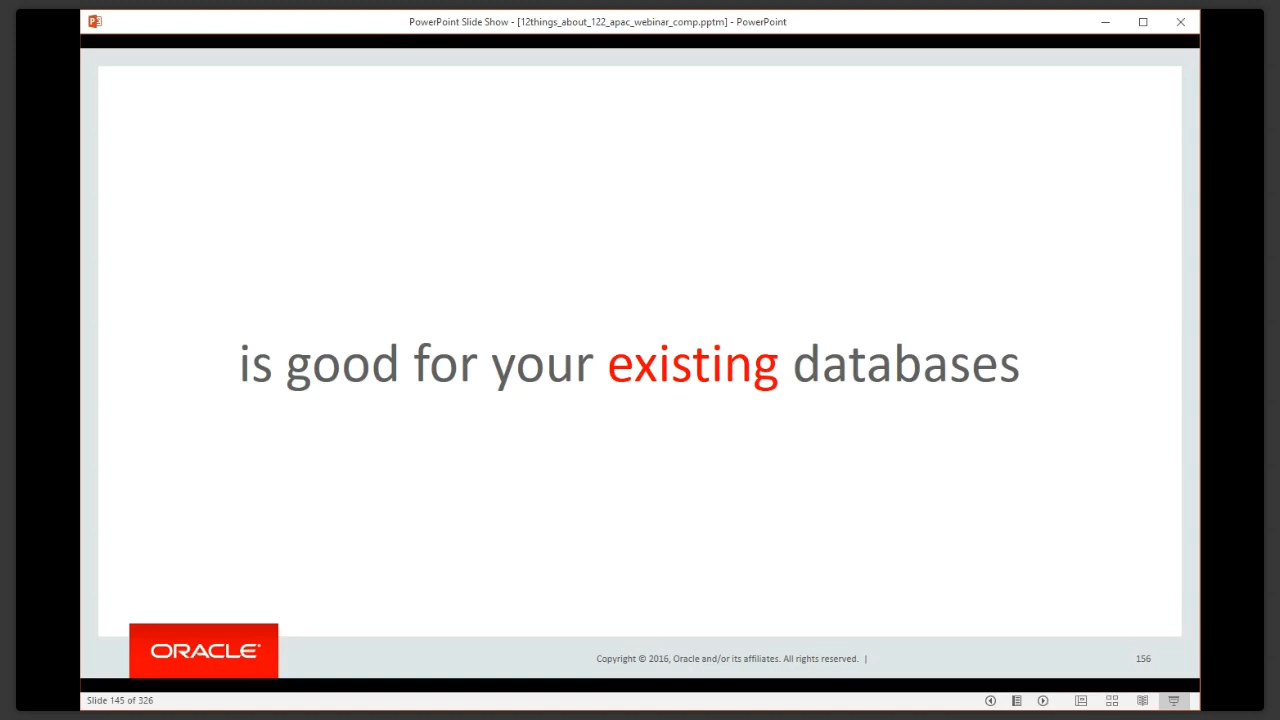 PowerPoint Slide Show - [12things_about_122_apac_webinar_comp.pptm] - PowerPoint
is good for your existing databases
ORACLE
Copyright © 2016, Oracle and/or its affiliates. All rights reserved. |
156
Slide 145 of 326